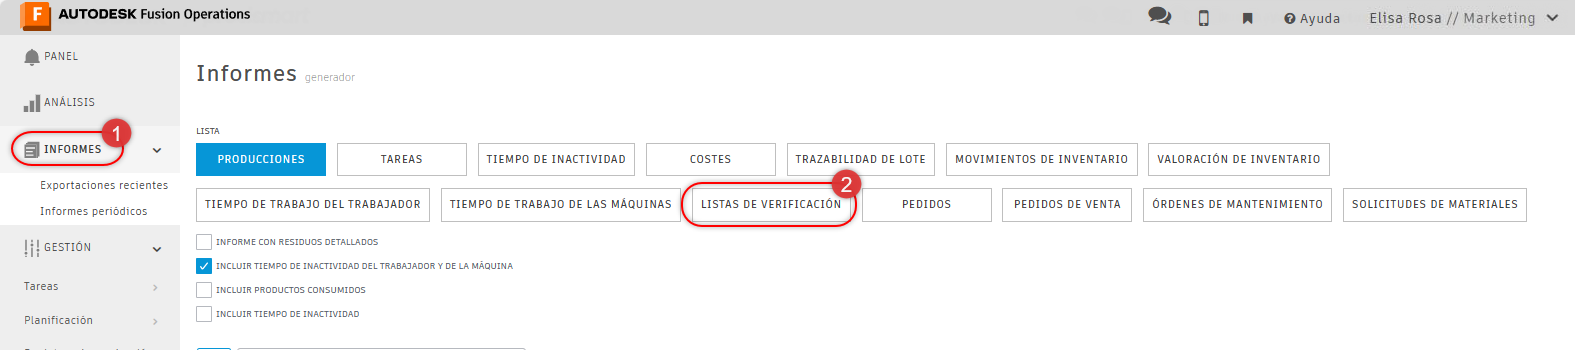 F AUTODESK Fusion Operations
Ayuda
Elisa Rosa // Marketing
PANEL
ANÁLISIS
1
INFORMES
Exportaciones recientes
Informes periódicos
GESTIÓN
Tareas
Planificación
Informes generador
LISTA
PRODUCCIONES TAREAS TIEMPO DE INACTIVIDAD COSTES TRAZABILIDAD DE LOTE MOVIMIENTOS DE INVENTARIO VALORACIÓN DE INVENTARIO
2
TIEMPO DE TRABAJO DEL TRABAJADOR TIEMPO DE TRABAJO DE LAS MÁQUINAS LISTAS DE VERIFICACIÓN PEDIDOS PEDIDOS DE VENTA ÓRDENES DE MANTENIMIENTO SOLICITUDES DE MATERIALES
INFORME CON RESIDUOS DETALLADOS
INCLUIR TIEMPO DE INACTIVIDAD DEL TRABAJADOR Y DE LA MÁQUINA
INCLUIR PRODUCTOS CONSUMIDOS
INCLUIR TIEMPO DE INACTIVIDAD